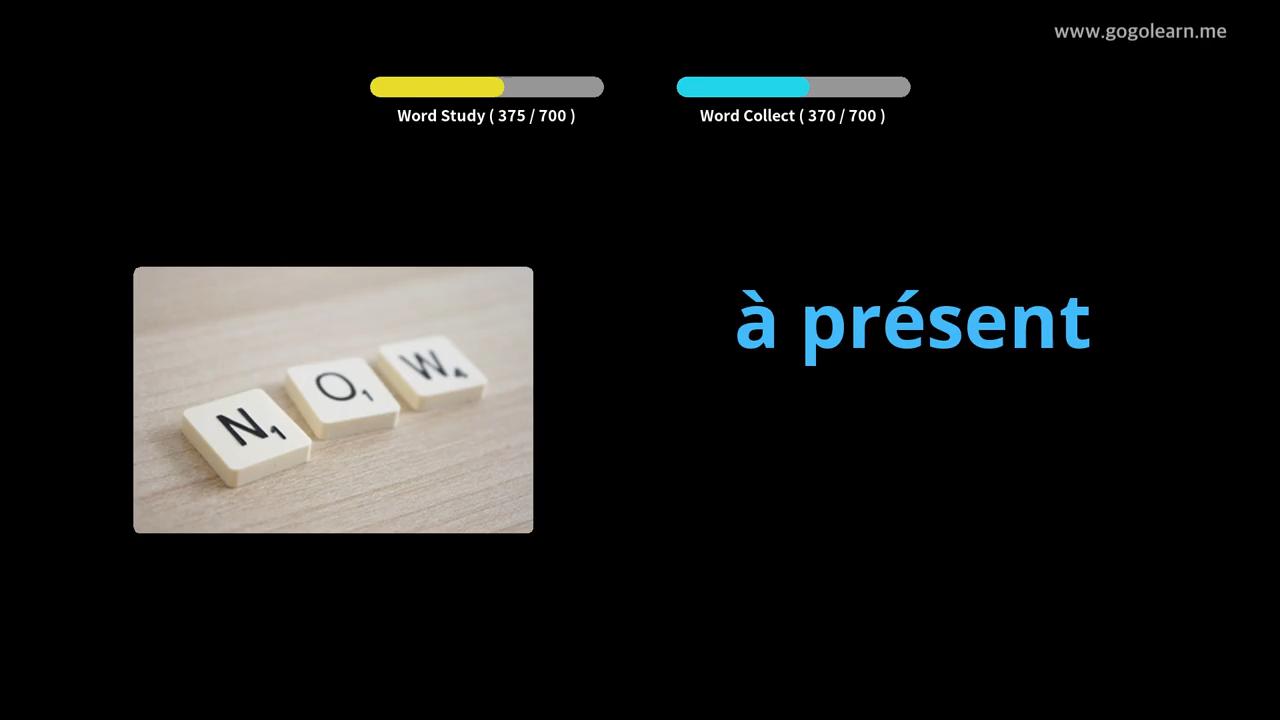 www.gogolearn.me
Word Study ( 375 / 700 )
Word Collect ( 370 / 700 )
à présent
N1 O1 W4